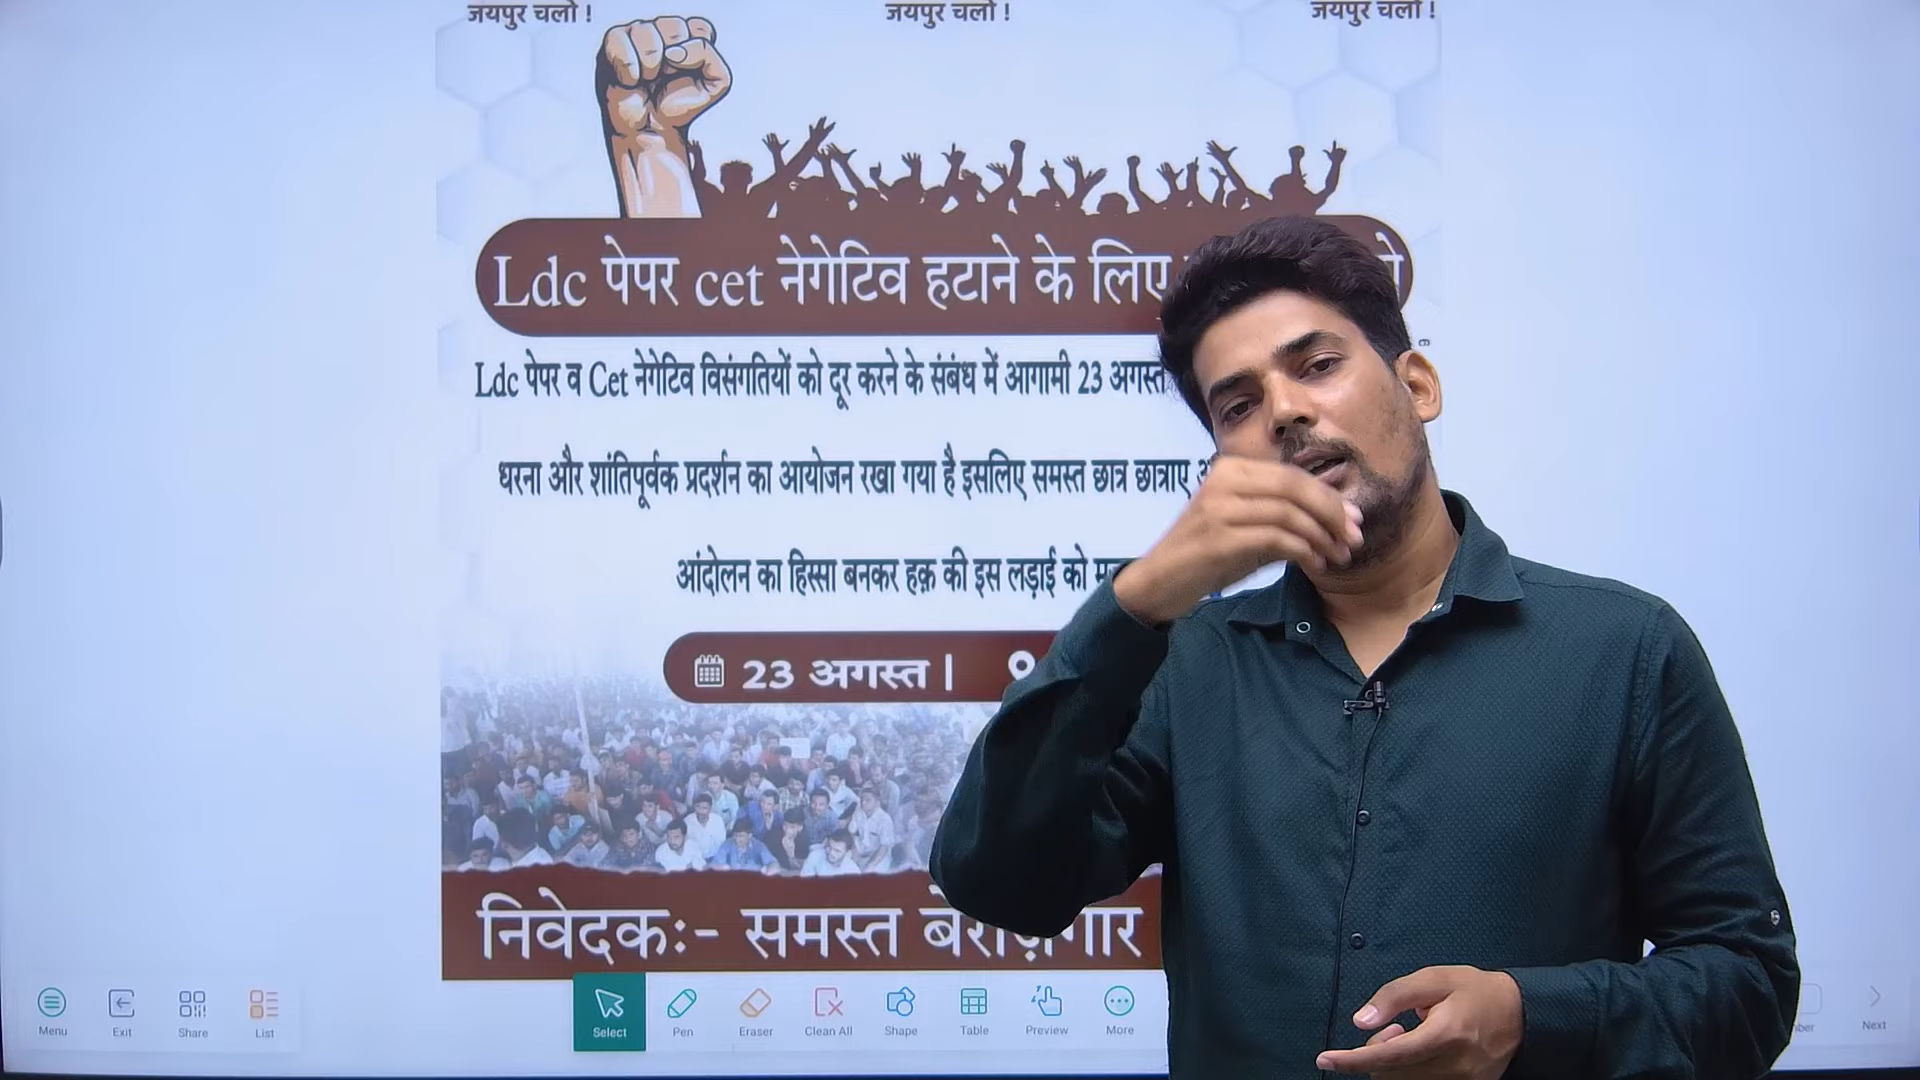 जयपुर चलो ! जयपुर चलो ! जयपुर चलो !
Ldc पेपर cet नेगेटिव हटाने के लिए
Ldc पेपर व Cet नेगेटिव विसंगतियों को दूर करने के संबंध में आगामी 23 अगस्त
धरना और शांतिपूर्वक प्रदर्शन का आयोजन रखा गया है इसलिए समस्त छात्र छात्राए
आंदोलन का हिस्सा बनकर हक़ की इस लड़ाई को
23 अगस्त |
निवेदकः- समस्त बेरोज़गार
Menu Exit Share List Select Pen Eraser Clean All Shape Table Preview More Next